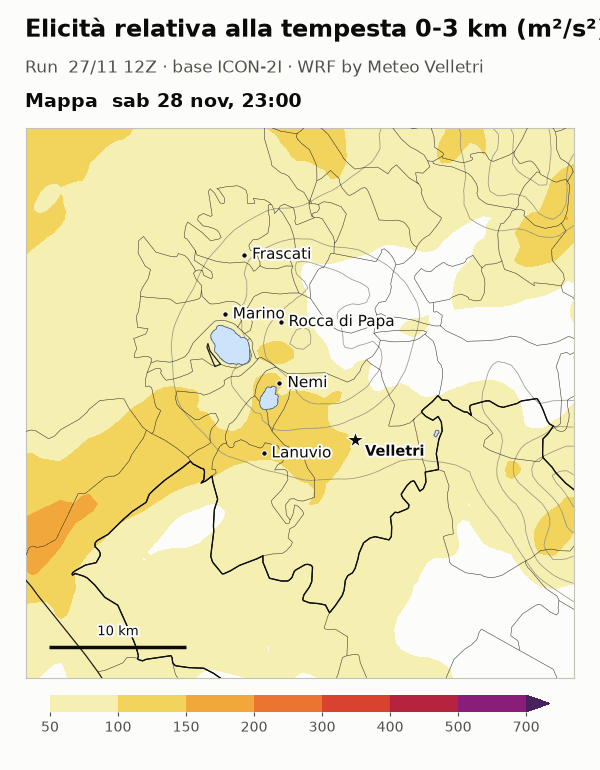 Elicità relativa alla tempesta 0-3 km (m²/s²)
Run 27/11 12Z · base ICON-2I · WRF by Meteo Velletri
Mappa sab 28 nov, 23:00
Frascati
Marino
Rocca di Papa
Nemi
Velletri
Lanuvio
10 km
50 100 150 200 300 400 500 700